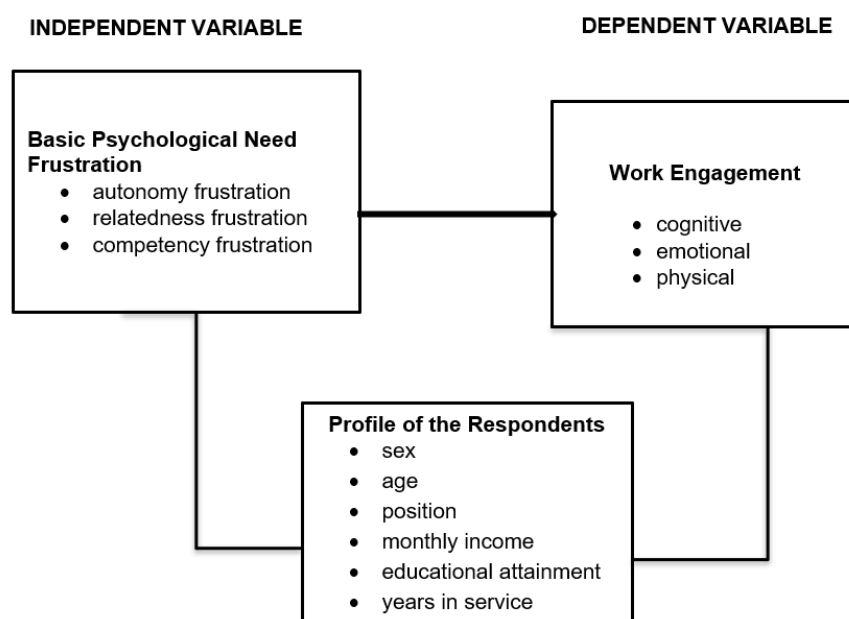 INDEPENDENT VARIABLE
DEPENDENT VARIABLE
Basic Psychological Need
Frustration
• autonomy frustration
• relatedness frustration
• competency frustration
Work Engagement
• cognitive
• emotional
• physical
Profile of the Respondents
• sex
• age
• position
• monthly income
• educational attainment
• years in service